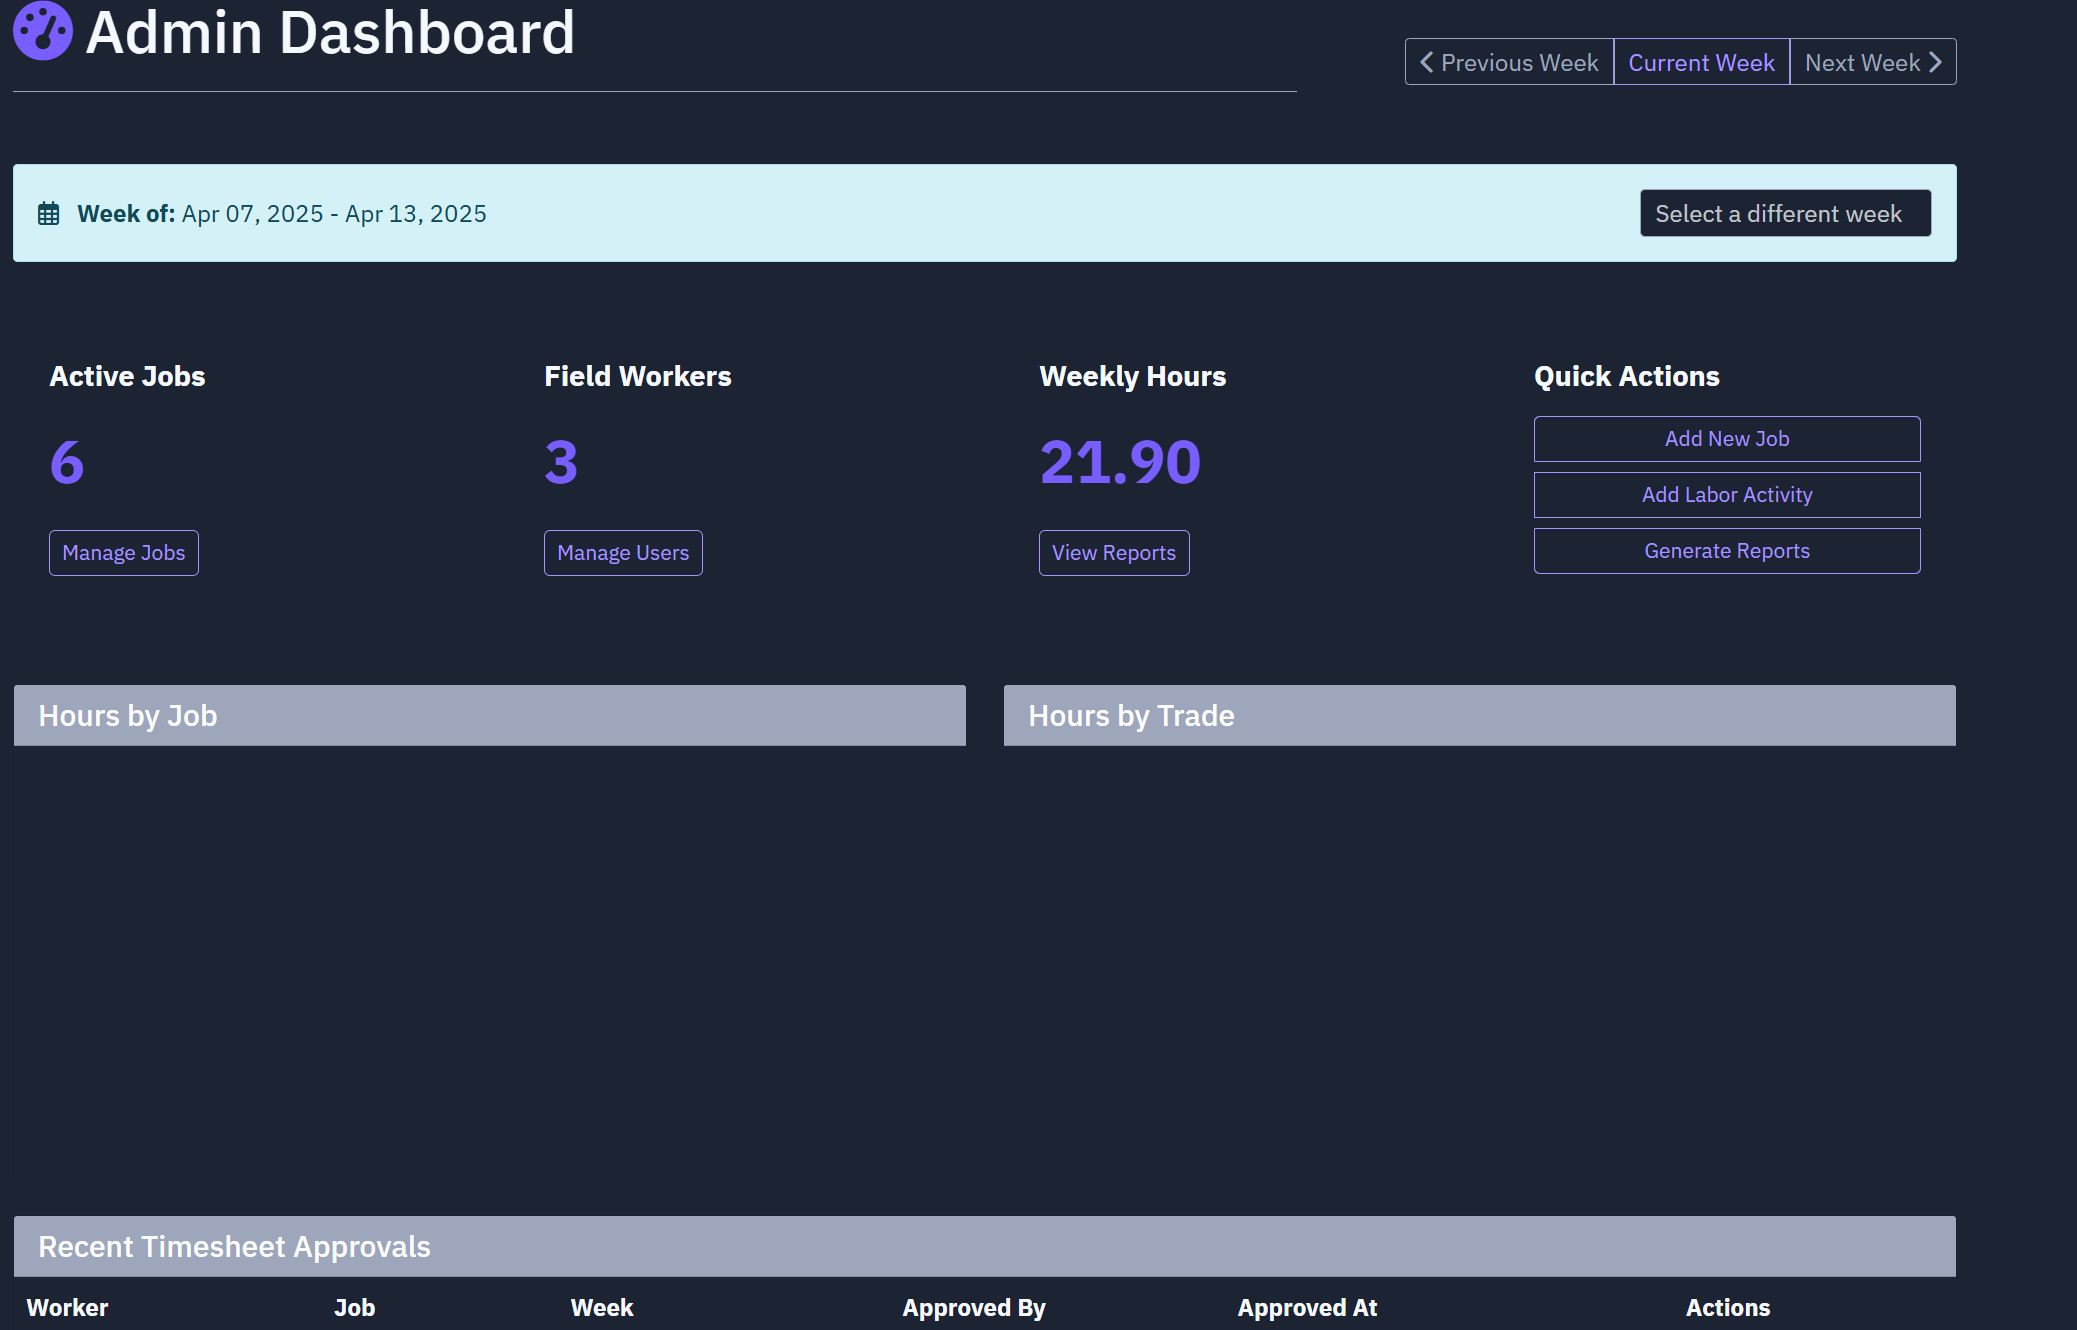 Admin Dashboard
Previous Week Current Week Next Week
Week of: Apr 07, 2025 - Apr 13, 2025
Select a different week
Active Jobs
6
Manage Jobs
Field Workers
3
Manage Users
Weekly Hours
21.90
View Reports
Quick Actions
Add New Job
Add Labor Activity
Generate Reports
Hours by Job
Hours by Trade
Recent Timesheet Approvals
Worker Job Week Approved By Approved At Actions